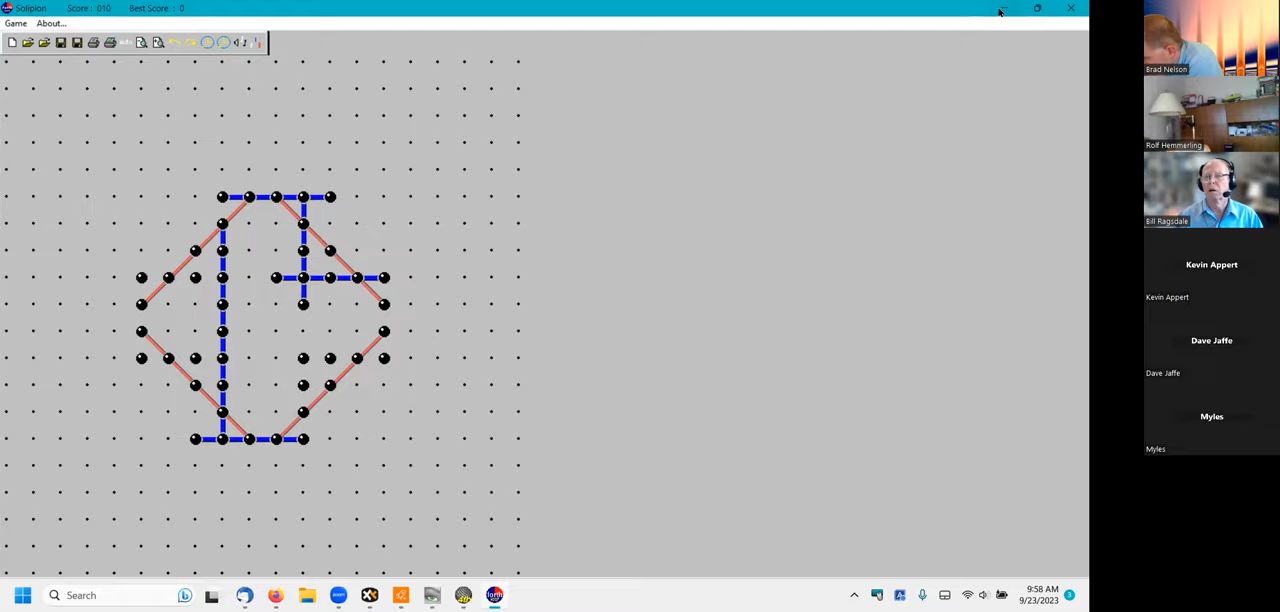 Solipion Score : 010 Best Score : 0
Game About...
Brad Nelson
Rolf Hemmerling
Bill Ragsdale
Kevin Appert
Kevin Appert
Dave Jaffe
Dave Jaffe
Myles
Myles
Search
9:58 AM
9/23/2023
3